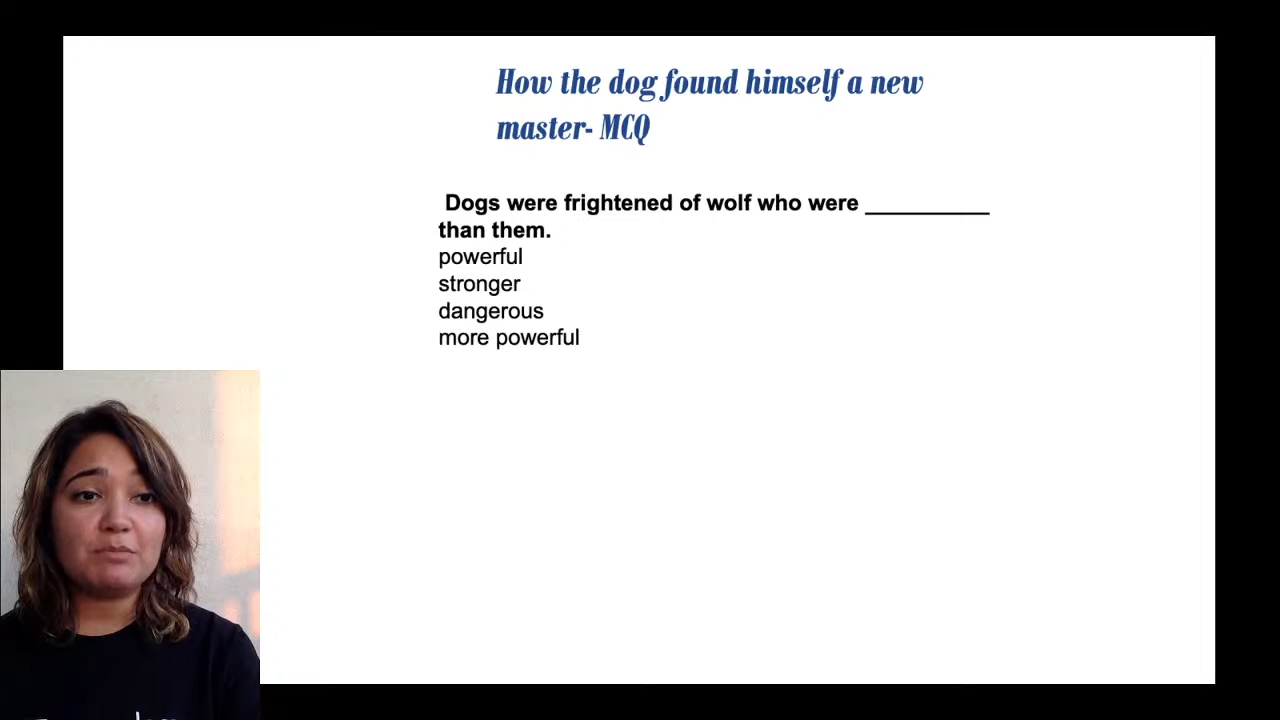 How the dog found himself a new
master- MCQ
Dogs were frightened of wolf who were __________
than them.
powerful
stronger
dangerous
more powerful